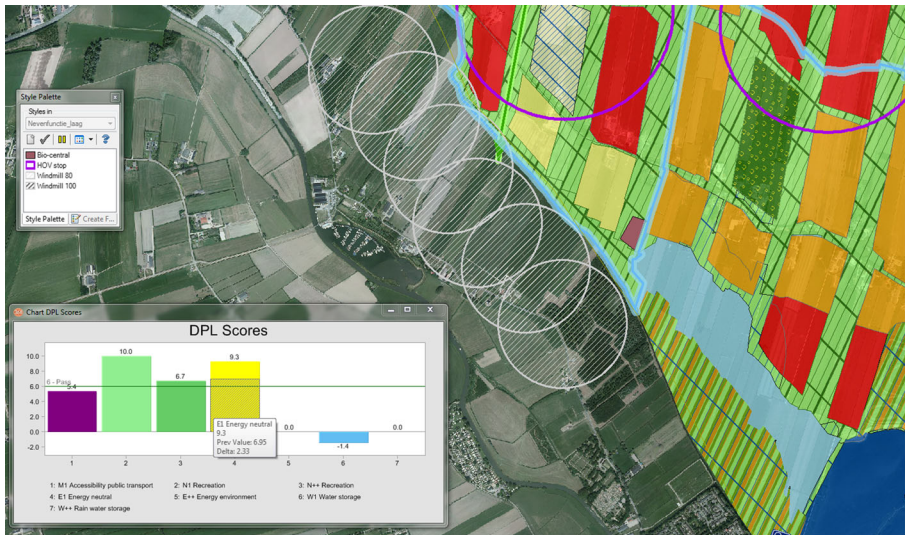 Style Palette
Styles in
Nevenfunctie_laag
Bio-central
HOV stop
Windmill 80
Windmill 100
Style Palette
Create F...
Chart DPL Scores
DPL Scores
10.0
8.0
6.0
4.0
2.0
0.0
-2.0
6 - Pass
5.4
10.0
6.7
9.3
0.0
-1.4
0.0
E1 Energy neutral
9.3
Prev Value: 6.95
Delta: 2.33
1 2 3 4 5 6 7
1: M1 Accessibility public transport 2: N1 Recreation 3: N++ Recreation
4: E1 Energy neutral 5: E++ Energy environment 6: W1 Water storage
7: W++ Rain water storage